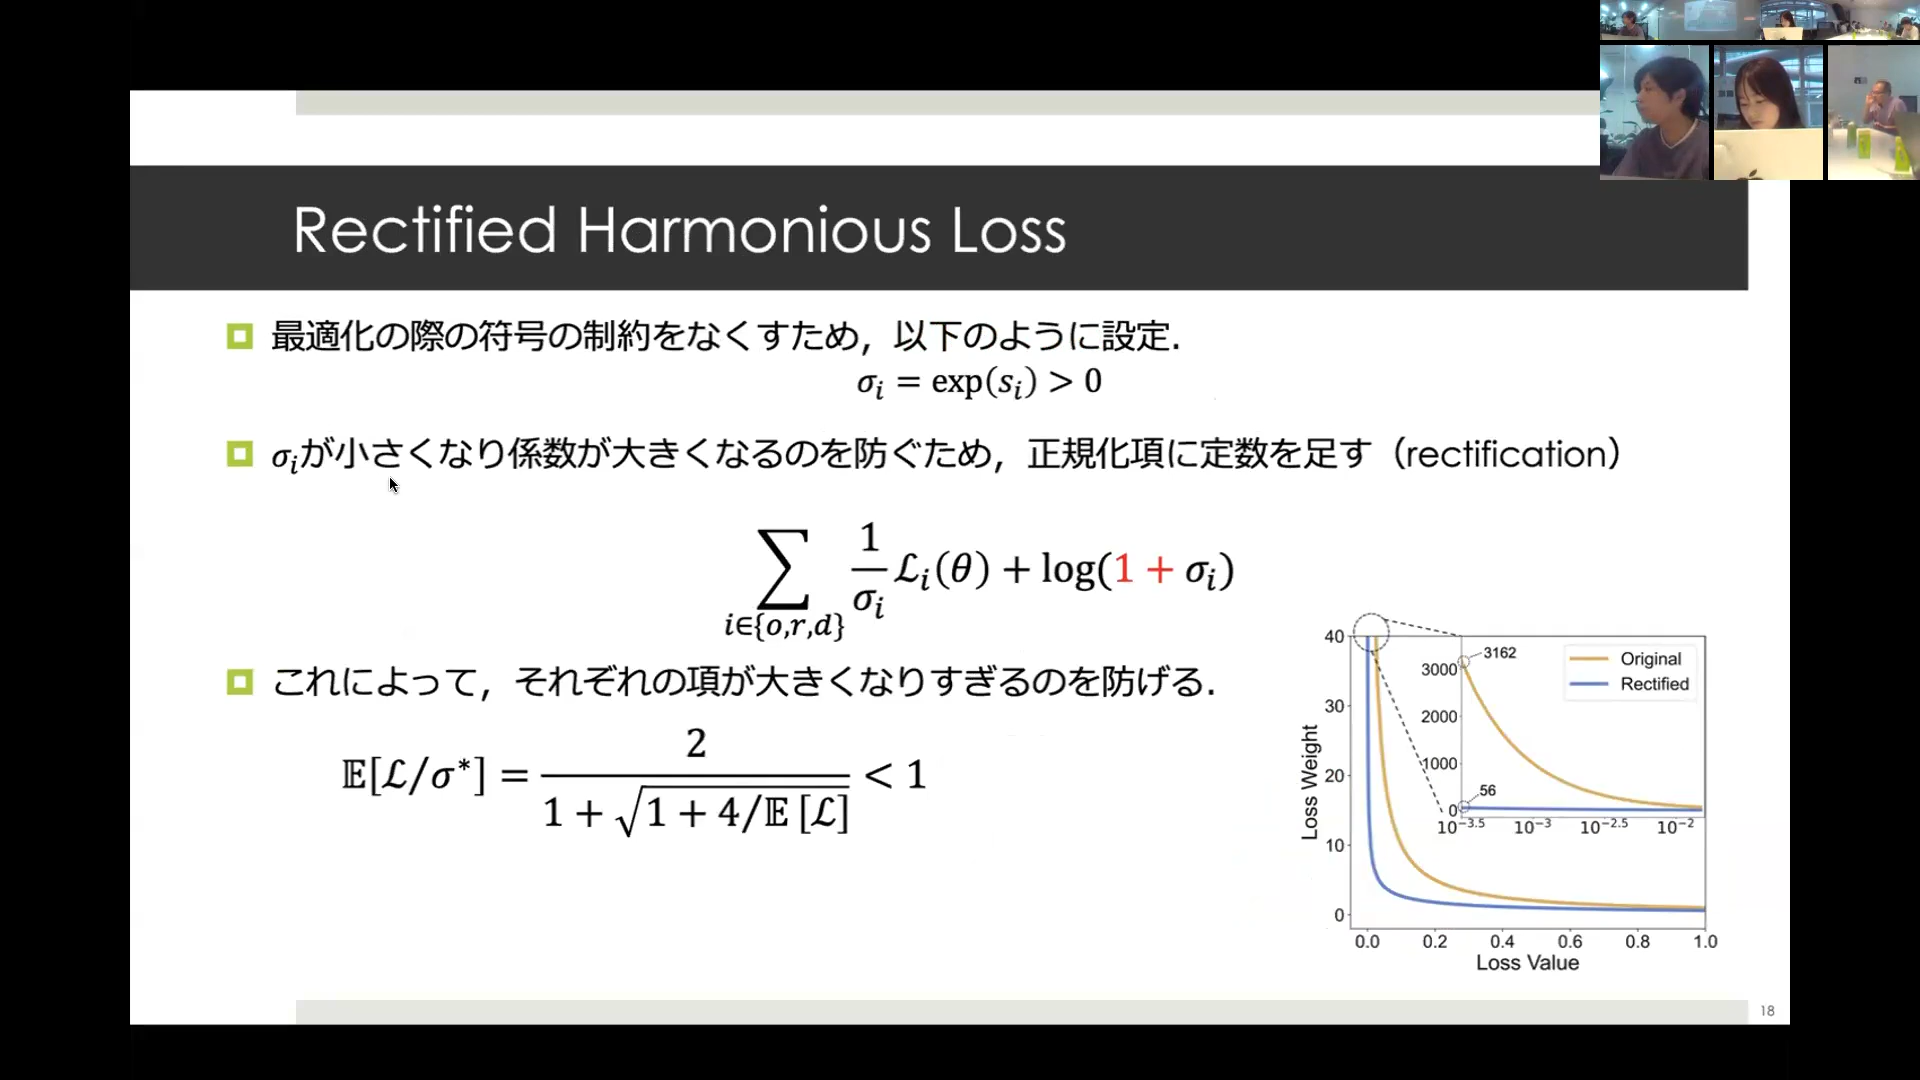 Rectified Harmonious Loss
最適化の際の符号の制約をなくすため，以下のように設定．
σᵢ = exp(sᵢ) > 0
σᵢが小さくなり係数が大きくなるのを防ぐため，正規化項に定数を足す（rectification）
∑_{i∈{o,r,d}} 1/σᵢ ℒᵢ(θ) + log(1 + σᵢ)
これによって，それぞれの項が大きくなりすぎるのを防げる．
𝔼[ℒ/σ*] = 2 / (1 + √(1 + 4/𝔼[ℒ])) < 1
Loss Weight
40
30
20
10
0
0.0 0.2 0.4 0.6 0.8 1.0
Loss Value
3000
2000
1000
0
10^{-3.5} 10^{-3} 10^{-2.5} 10^{-2}
3162
56
Original
Rectified
18